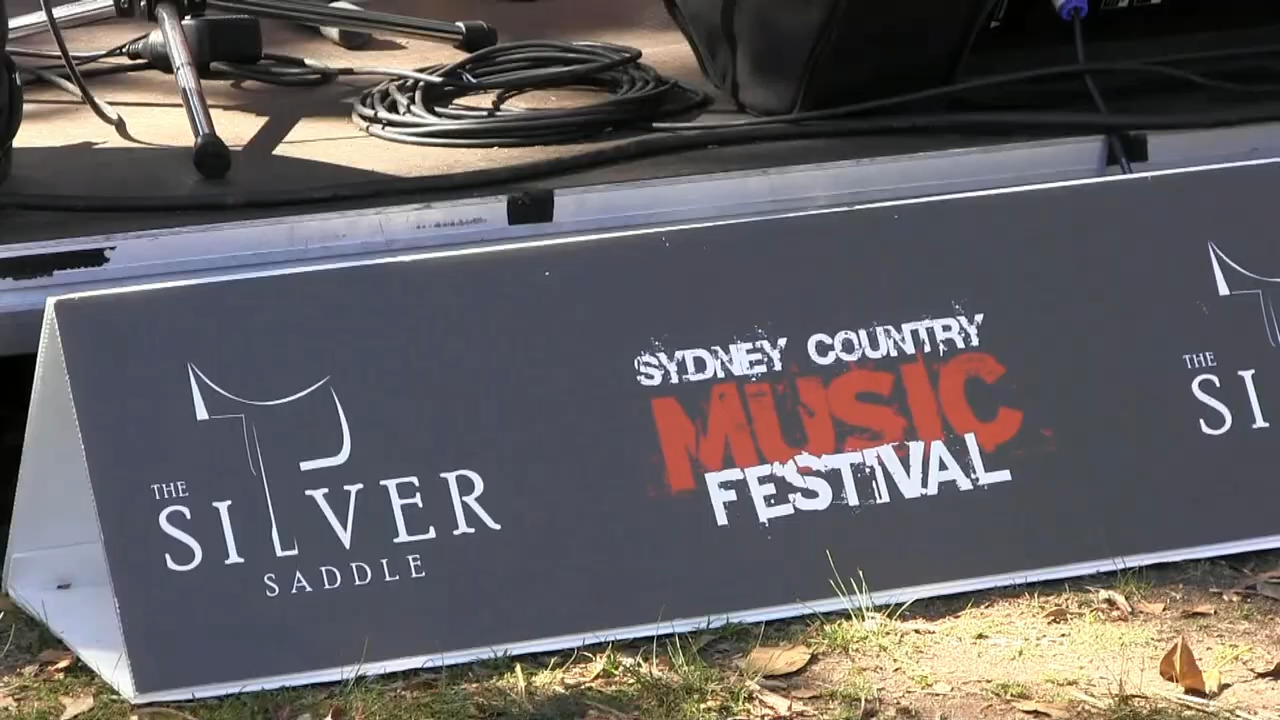 THE
SILVER
SADDLE
SYDNEY COUNTRY
MUSIC
FESTIVAL
THE
SI